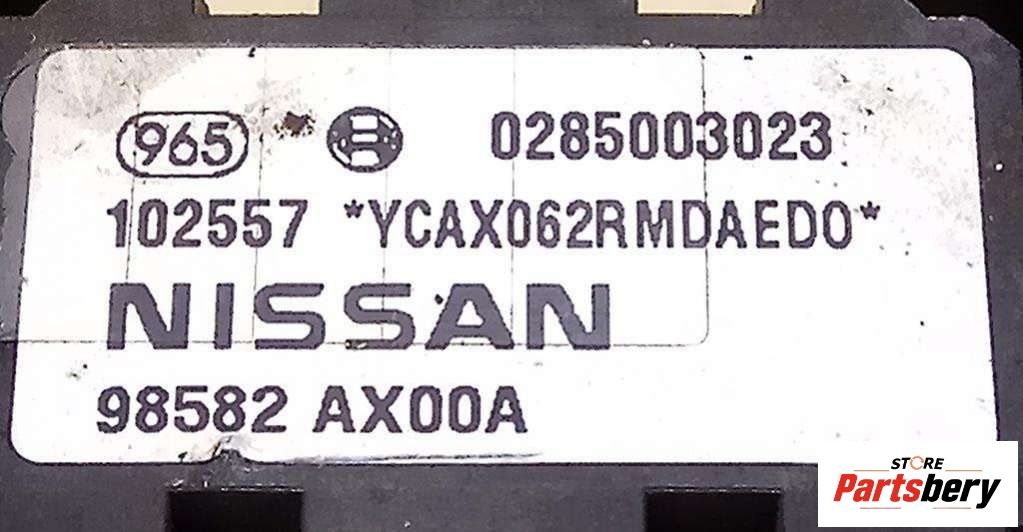 965 0285003023
102557 *YCAX062RMDAEDO*
NISSAN
98582 AX00A
STORE
Partsbery